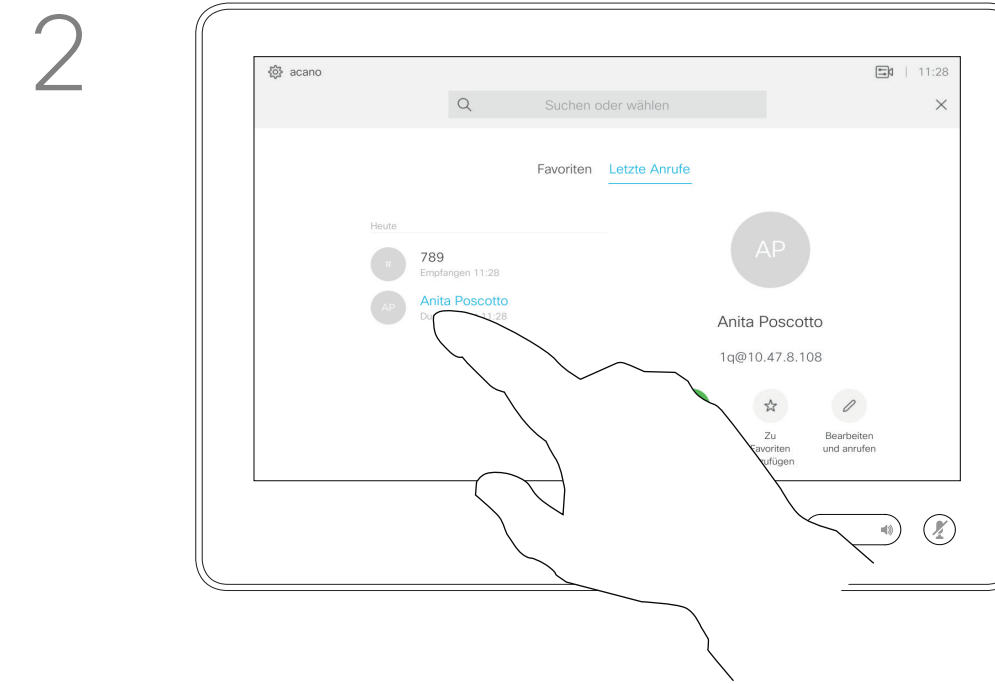 2
acano
11:28
Suchen oder wählen
Favoriten Letzte Anrufe
Heute
#
789
Empfangen 11:28
AP
Anita Poscotto
11:28
AP
Anita Poscotto
1q@10.47.8.108
Zu
Favoriten
Bearbeiten
und anrufen